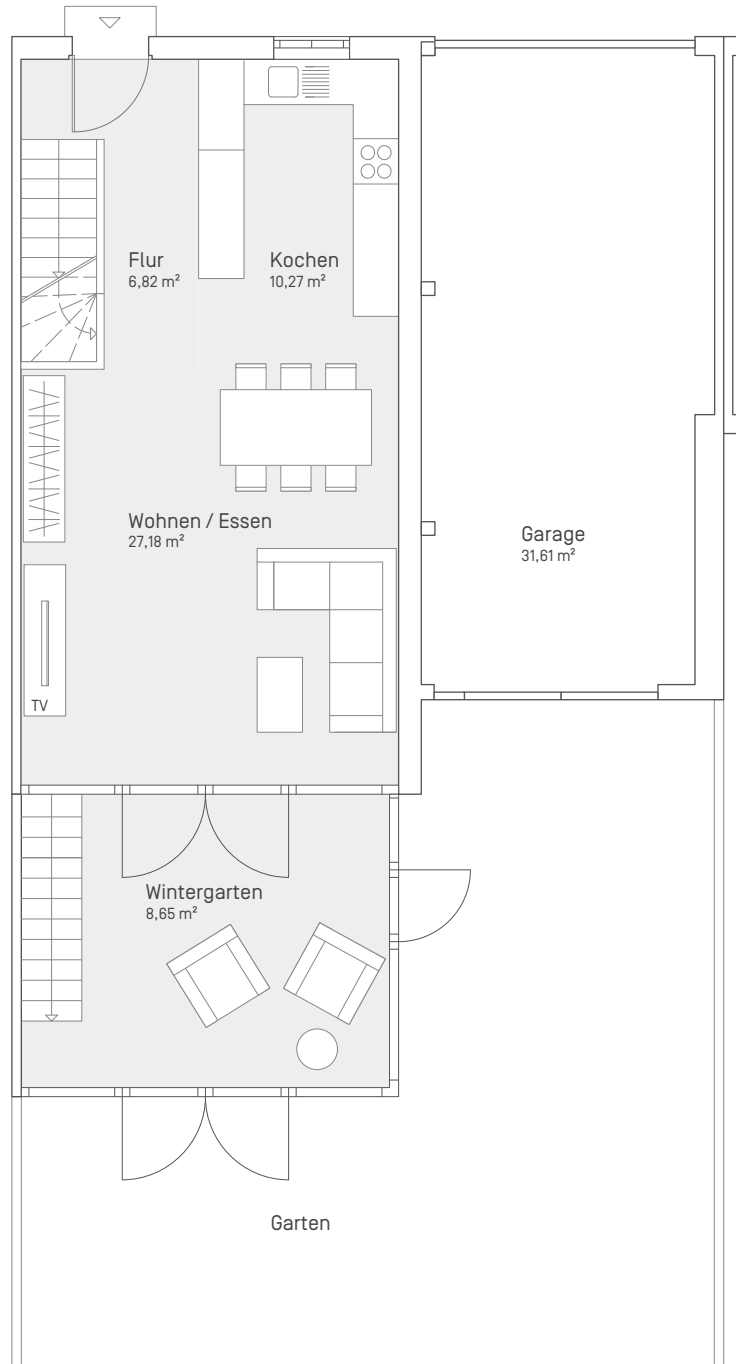 Flur
6,82 m²
Kochen
10,27 m²
Wohnen / Essen
27,18 m²
Garage
31,61 m²
TV
Wintergarten
8,65 m²
Garten